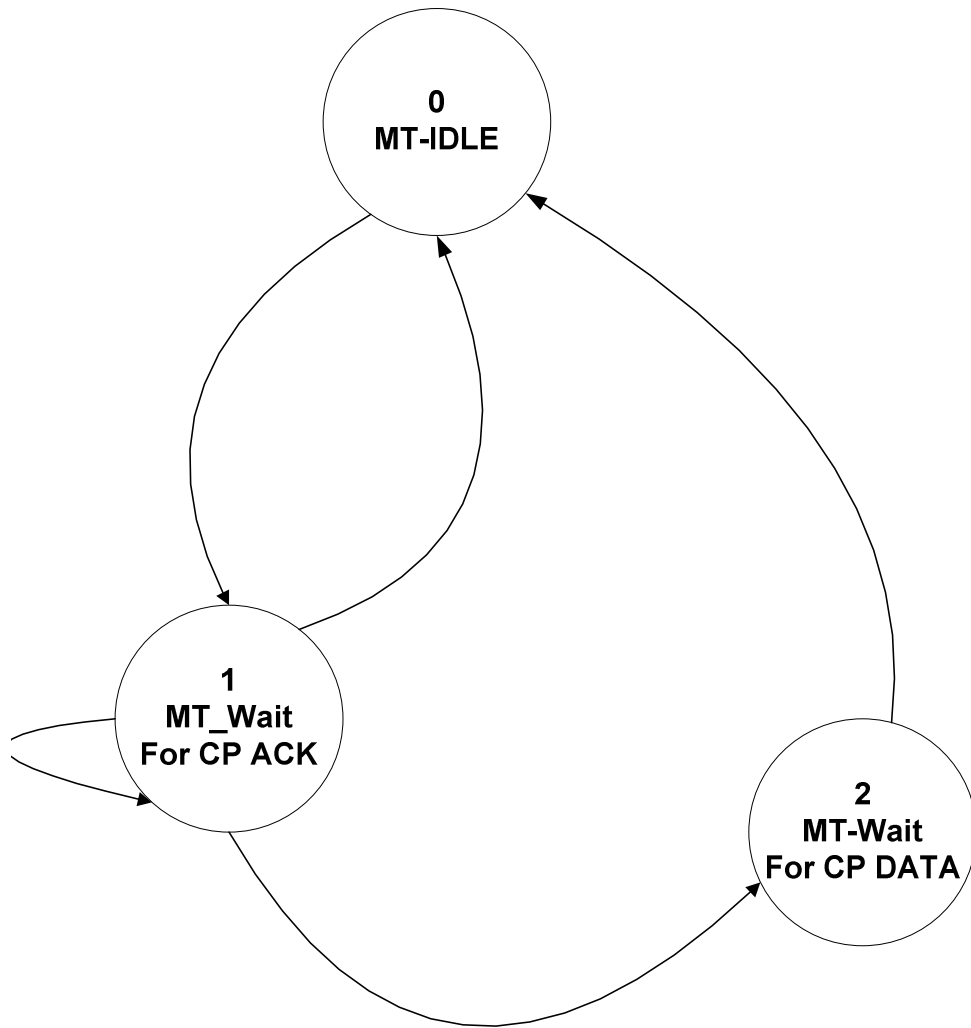 0
MT-IDLE
1
MT_Wait
For CP ACK
2
MT-Wait
For CP DATA